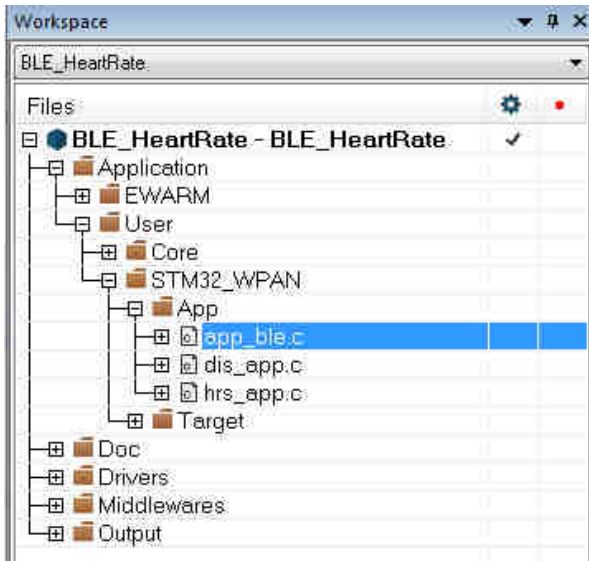 Workspace
BLE_HeartRate
Files
BLE_HeartRate - BLE_HeartRate
Application
EWARM
User
Core
STM32_WPAN
App
app_ble.c
dis_app.c
hrs_app.c
Target
Doc
Drivers
Middlewares
Output